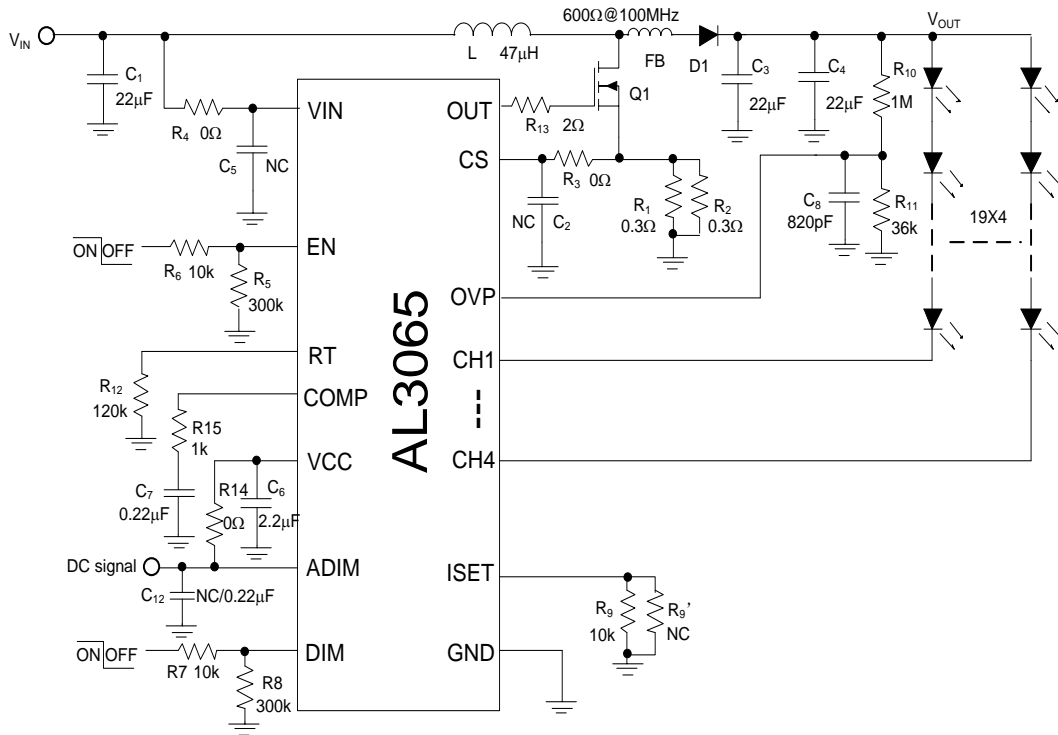 600Ω@100MHz
VIN
L 47µH
FB
D1
VOUT
C1
22µF
R4 0Ω
C5 NC
VIN
OUT
R13 2Ω
Q1
C3
22µF
C4
22µF
R10
1M
CS
R3 0Ω
NC C2
R1
0.3Ω
R2
0.3Ω
C8
820pF
R11
36k
19X4
ON OFF
R6 10k
EN
R5
300k
OVP
RT
R12
120k
COMP
R15
1k
C7
0.22µF
AL3065
CH1
CH4
VCC
R14
0Ω
C6
2.2µF
DC signal
ADIM
C12 NC/0.22µF
ISET
R9
10k
R9'
NC
ON OFF
R7 10k
DIM
R8
300k
GND